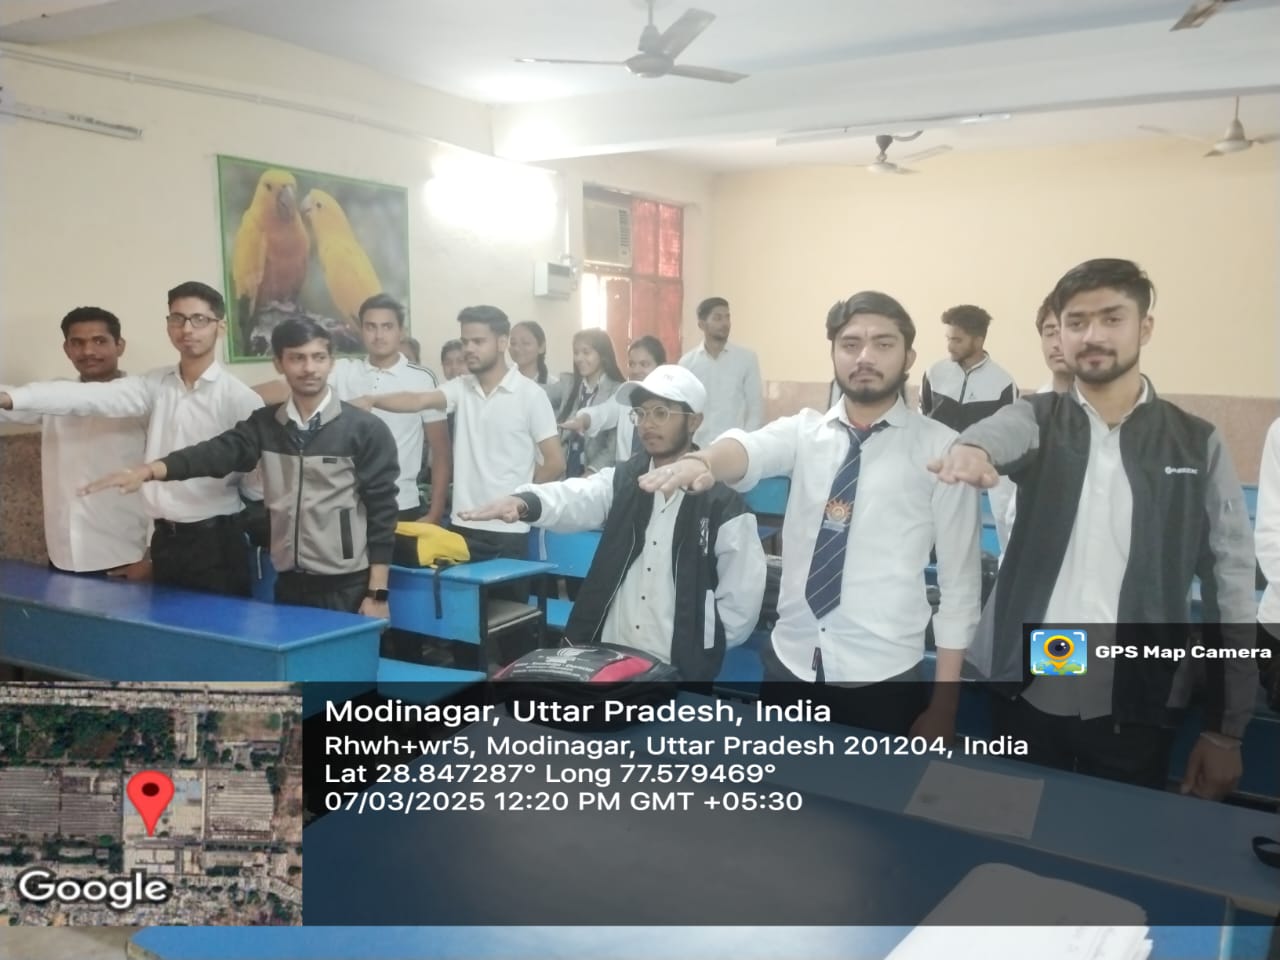 GPS Map Camera
Modinagar, Uttar Pradesh, India
Rhwh+wr5, Modinagar, Uttar Pradesh 201204, India
Lat 28.847287° Long 77.579469°
07/03/2025 12:20 PM GMT +05:30
Google